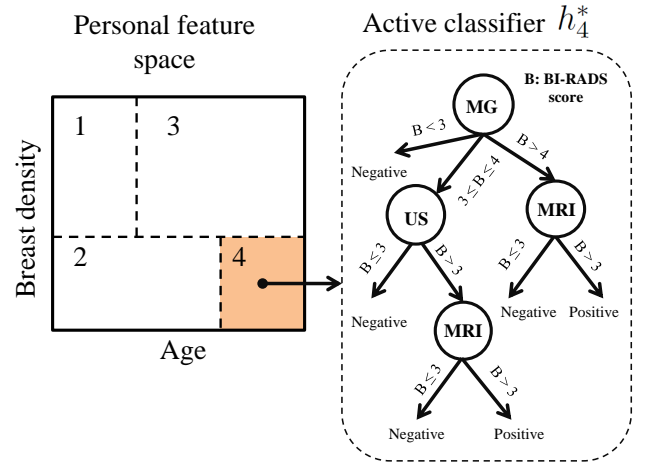 Personal feature
space
1
3
2
4
Breast density
Age
Active classifier h₄*
B: BI-RADS
score
MG
B < 3
3 ≤ B ≤ 4
B > 4
Negative
US
MRI
B ≤ 3
B > 3
B ≤ 3
B > 3
Negative
Negative
Positive
MRI
B ≤ 3
B > 3
Negative
Positive